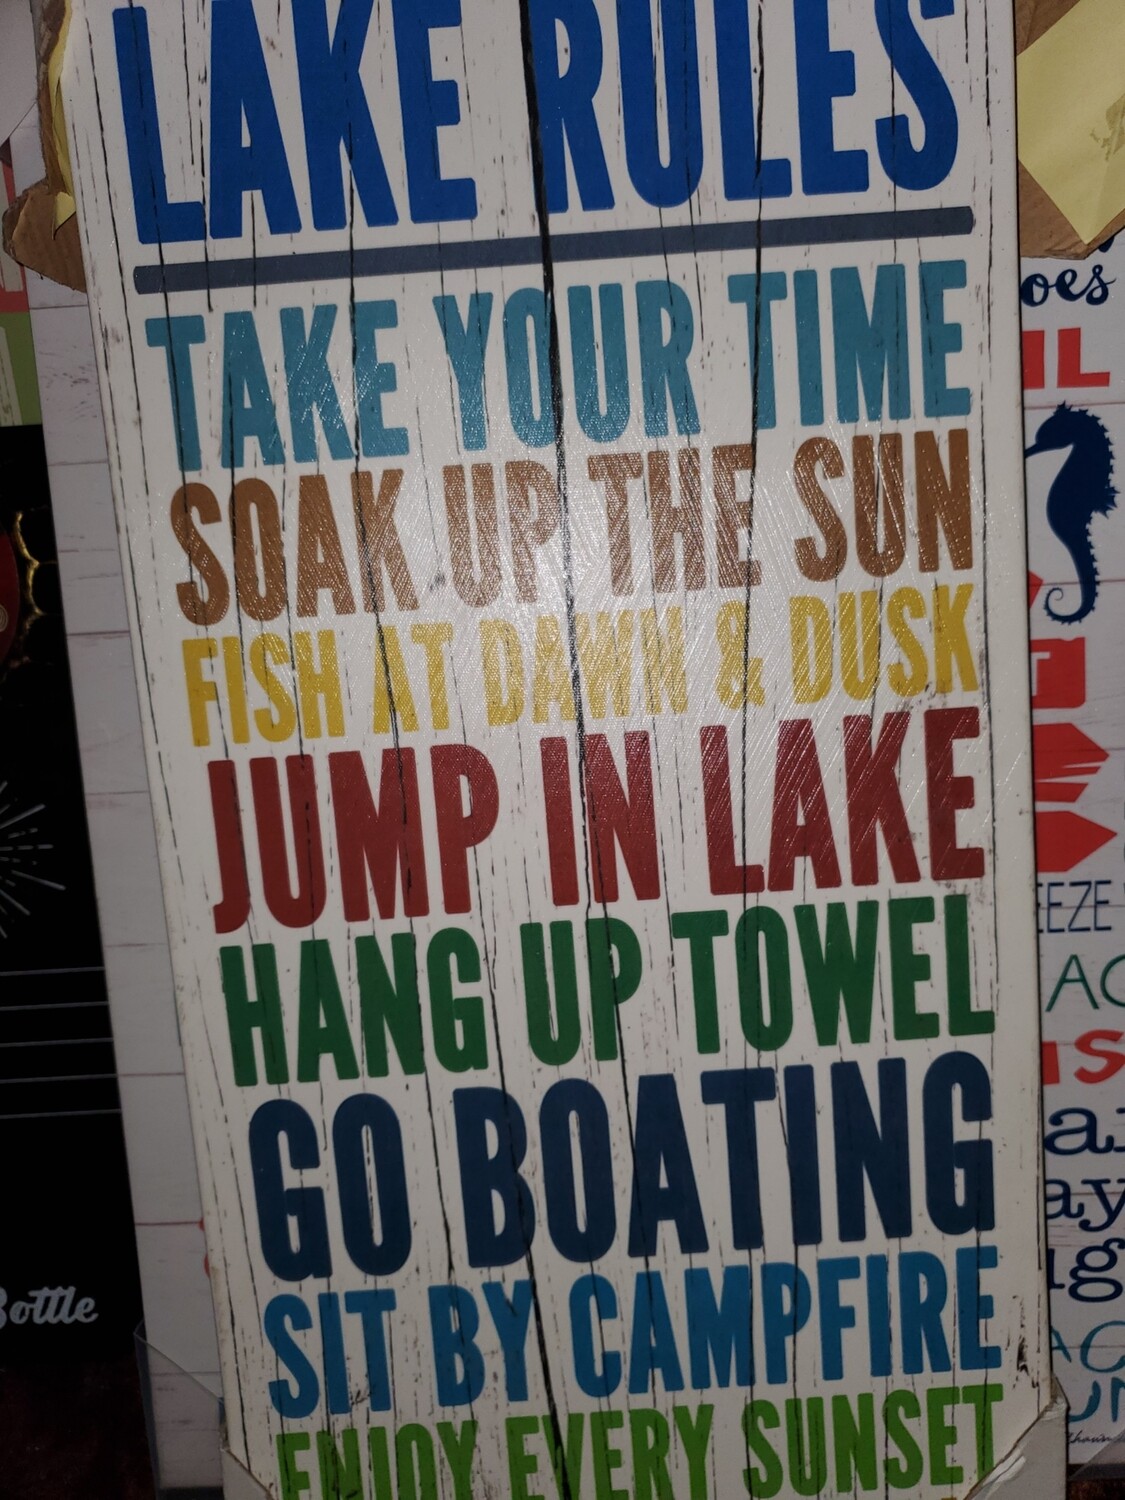 LAKE RULES
TAKE YOUR TIME
SOAK UP THE SUN
FISH AT DAWN & DUSK
JUMP IN LAKE
HANG UP TOWEL
GO BOATING
SIT BY CAMPFIRE
ENJOY EVERY SUNSET
Bottle